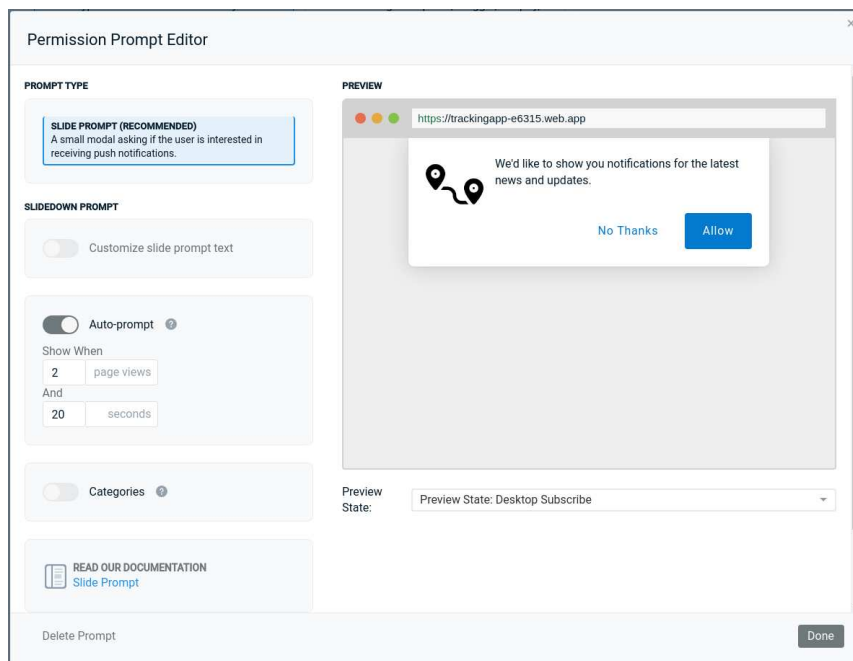 Permission Prompt Editor
PROMPT TYPE
SLIDE PROMPT (RECOMMENDED)
A small modal asking if the user is interested in
receiving push notifications.
SLIDEDOWN PROMPT
Customize slide prompt text
Auto-prompt ?
Show When
2 page views
And
20 seconds
Categories ?
READ OUR DOCUMENTATION
Slide Prompt
PREVIEW
https://trackingapp-e6315.web.app
We'd like to show you notifications for the latest
news and updates.
No Thanks Allow
Preview
State:
Preview State: Desktop Subscribe
Delete Prompt
Done